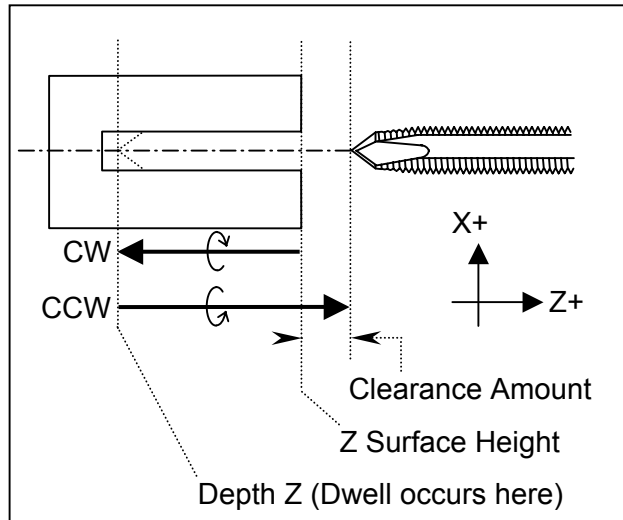 CW
X+
CCW
Z+
Clearance Amount
Z Surface Height
Depth Z (Dwell occurs here)